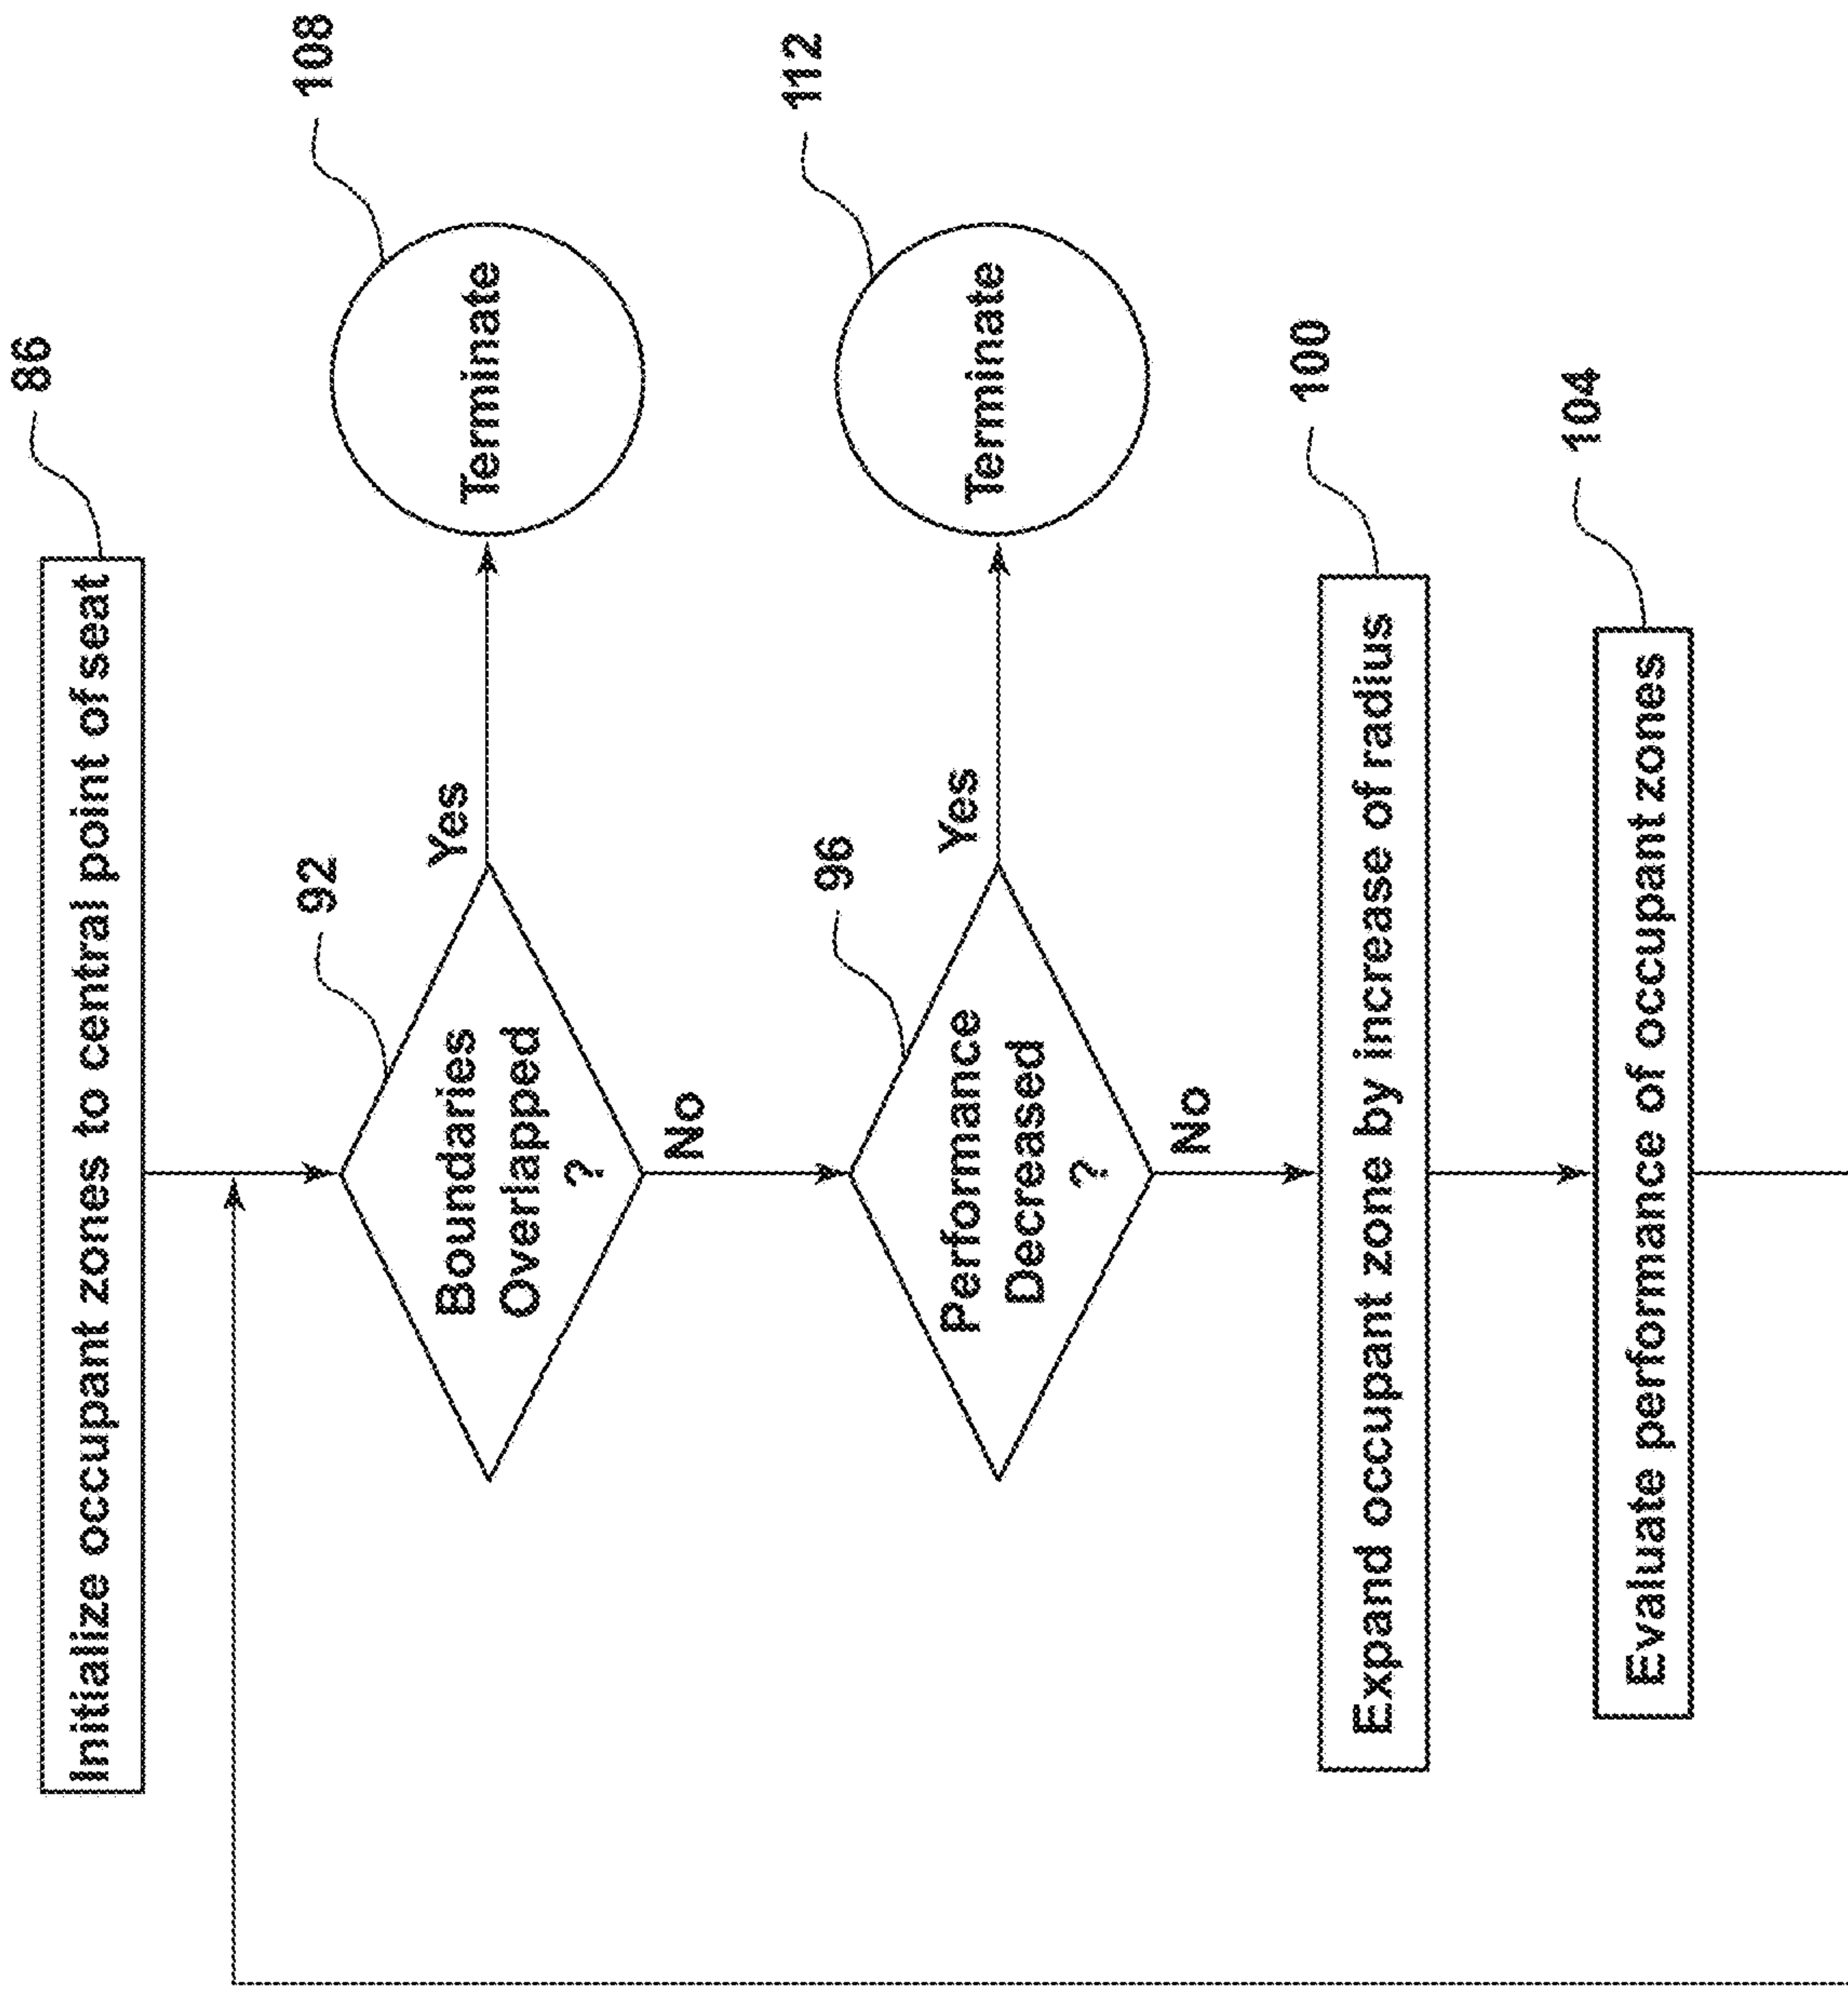 Initialize occupant zones to central point of seat
86
92
Boundaries
Overlapped
?
Yes
Terminate
108
No
96
Performance
Decreased
?
Yes
Terminate
112
No
Expand occupant zone by increase of radius
100
Evaluate performance of occupant zones
104